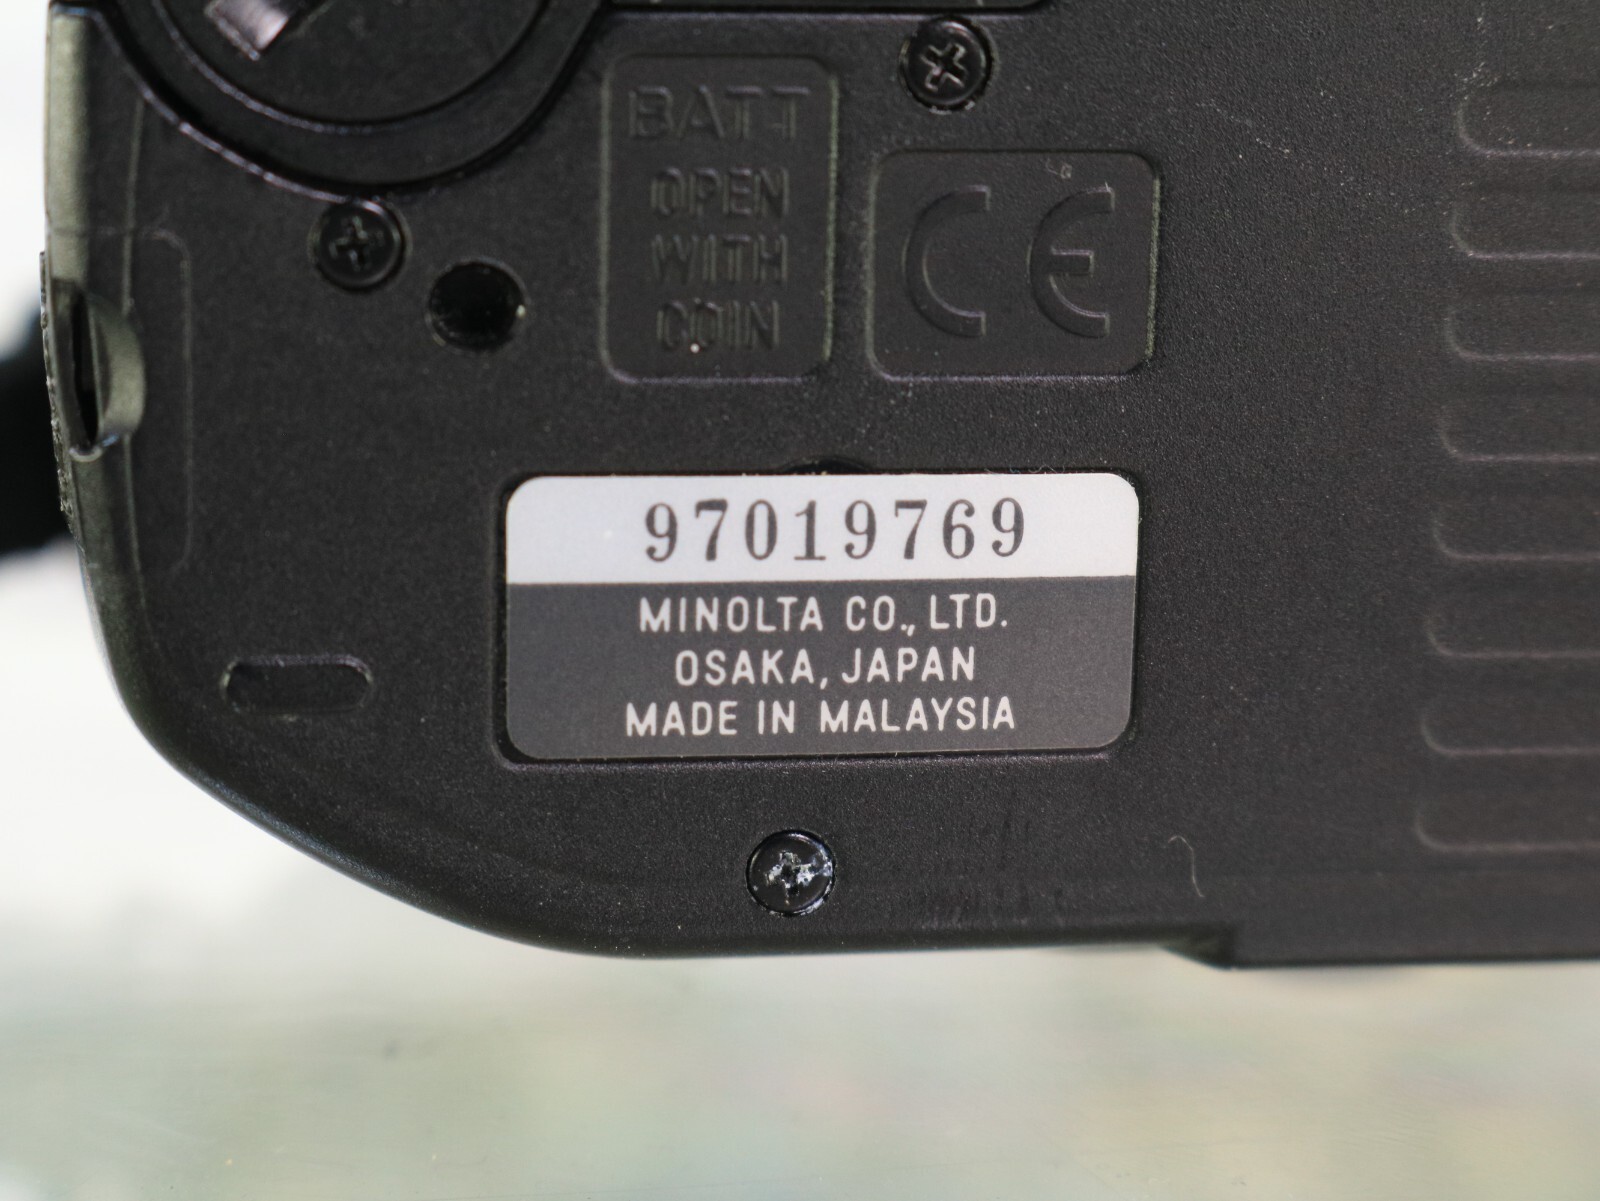 BATT
OPEN
WITH
COIN
CE
97019769
MINOLTA CO., LTD.
OSAKA, JAPAN
MADE IN MALAYSIA